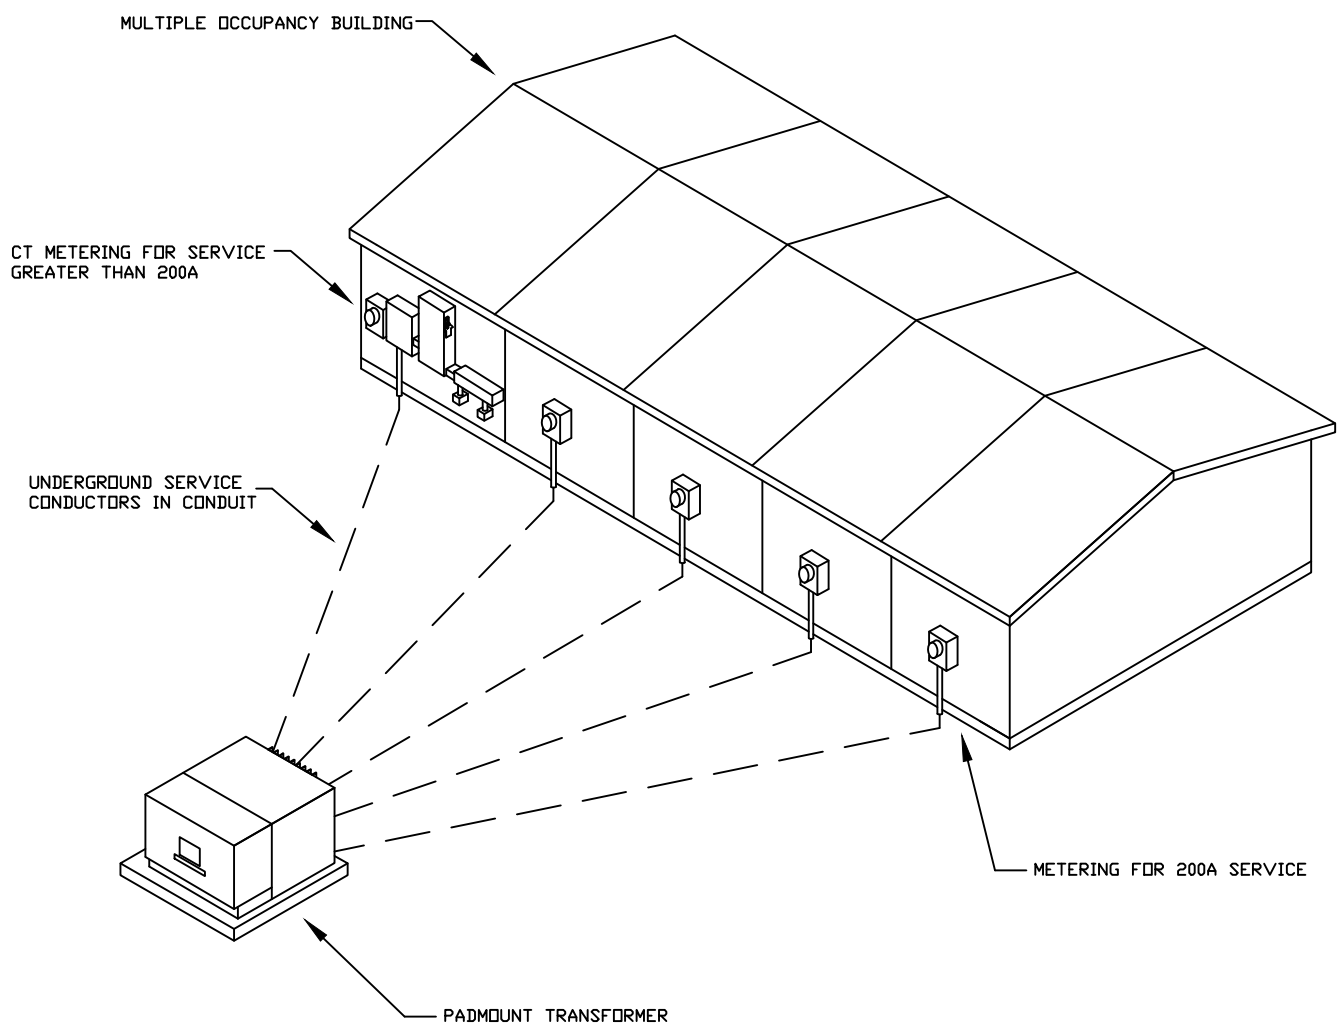 MULTIPLE OCCUPANCY BUILDING
CT METERING FOR SERVICE
GREATER THAN 200A
UNDERGROUND SERVICE
CONDUCTORS IN CONDUIT
METERING FOR 200A SERVICE
PADMOUNT TRANSFORMER